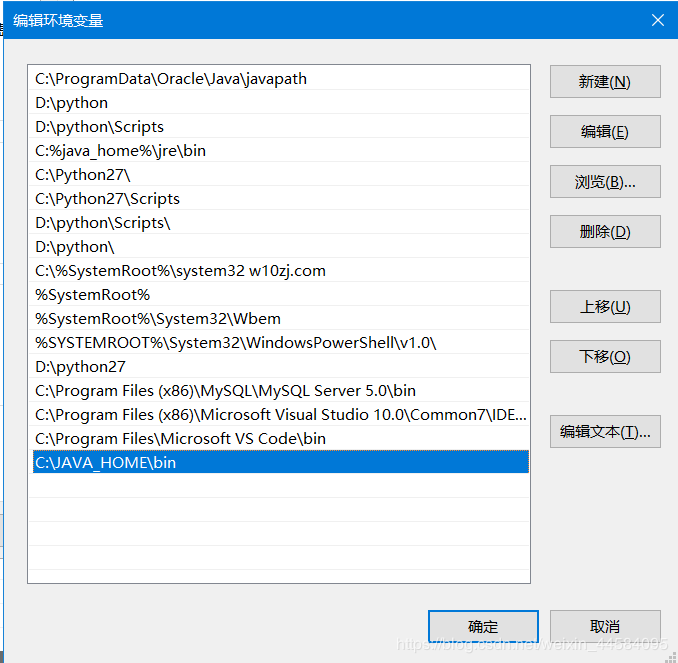 编辑环境变量
C:\ProgramData\Oracle\Java\javapath
D:\python
D:\python\Scripts
C:%java_home%\jre\bin
C:\Python27\
C:\Python27\Scripts
D:\python\Scripts\
D:\python\
C:\%SystemRoot%\system32 w10zj.com
%SystemRoot%
%SystemRoot%\System32\Wbem
%SYSTEMROOT%\System32\WindowsPowerShell\v1.0\
D:\python27
C:\Program Files (x86)\MySQL\MySQL Server 5.0\bin
C:\Program Files (x86)\Microsoft Visual Studio 10.0\Common7\IDE...
C:\Program Files\Microsoft VS Code\bin
C:\JAVA_HOME\bin
新建(N)
编辑(E)
浏览(B)...
删除(D)
上移(U)
下移(O)
编辑文本(T)...
确定
取消
https://blog.csdn.net/weixin_44584095